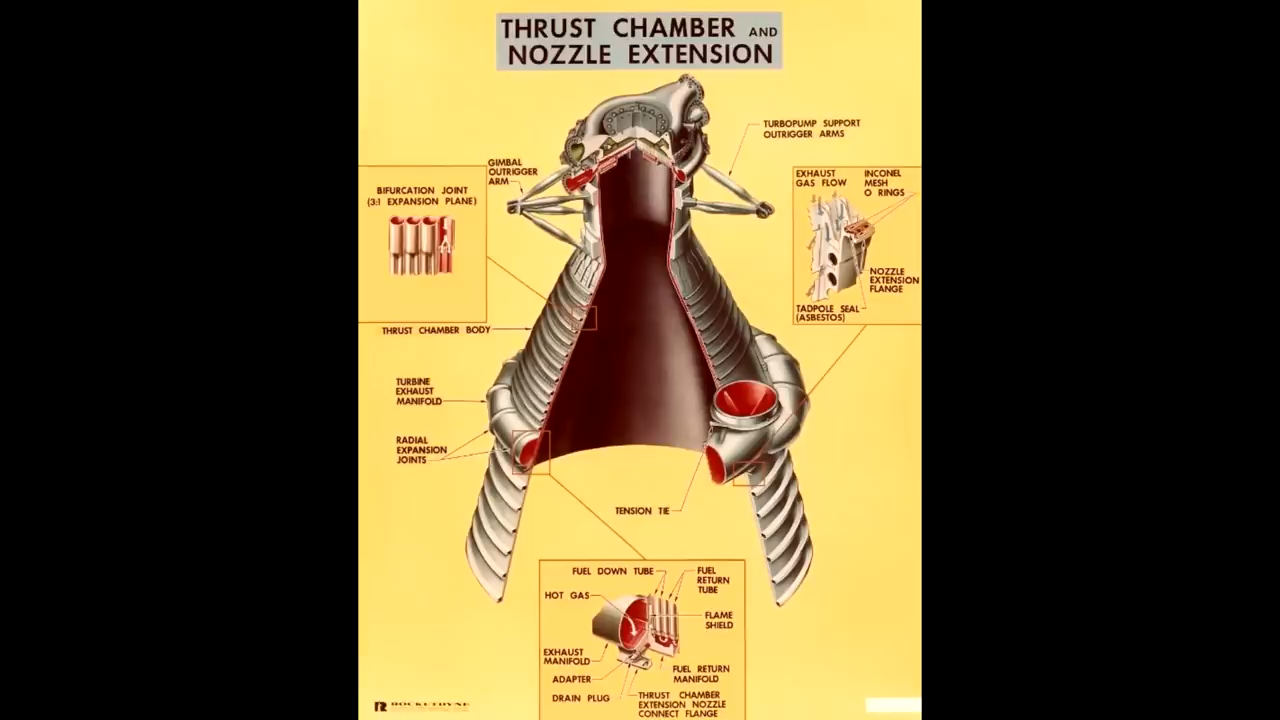 THRUST CHAMBER AND
NOZZLE EXTENSION
TURBOPUMP SUPPORT
OUTRIGGER ARMS
GIMBAL
OUTRIGGER
ARM
BIFURCATION JOINT
(3:1 EXPANSION PLANE)
EXHAUST
GAS FLOW
INCONEL
MESH
O RINGS
NOZZLE
EXTENSION
FLANGE
TADPOLE SEAL
(ASBESTOS)
THRUST CHAMBER BODY
TURBINE
EXHAUST
MANIFOLD
RADIAL
EXPANSION
JOINTS
TENSION TIE
FUEL DOWN TUBE
FUEL
RETURN
TUBE
HOT GAS
FLAME
SHIELD
EXHAUST
MANIFOLD
ADAPTER
FUEL RETURN
MANIFOLD
DRAIN PLUG
THRUST CHAMBER
EXTENSION NOZZLE
CONNECT FLANGE
ROCKETDYNE